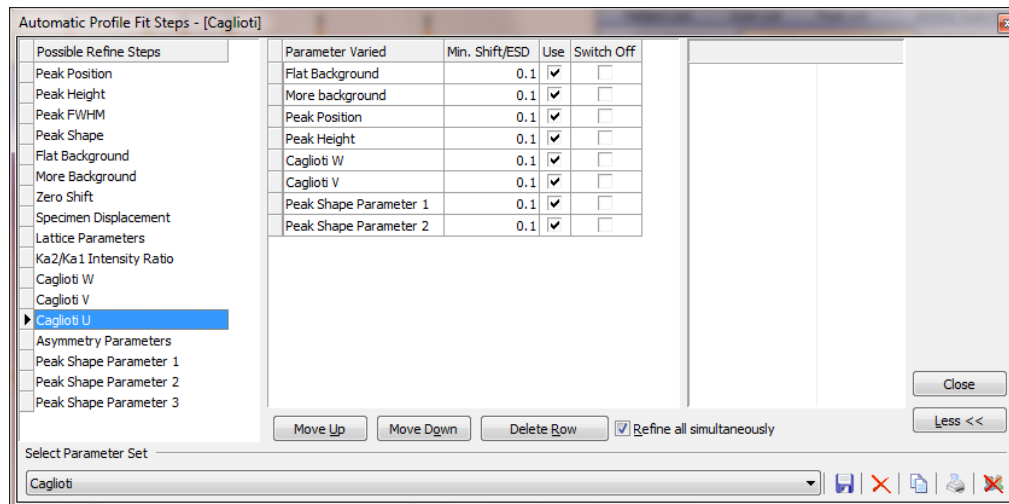 Automatic Profile Fit Steps - [Caglioti]
Possible Refine Steps
Peak Position
Peak Height
Peak FWHM
Peak Shape
Flat Background
More Background
Zero Shift
Specimen Displacement
Lattice Parameters
Ka2/Ka1 Intensity Ratio
Caglioti W
Caglioti V
Caglioti U
Asymmetry Parameters
Peak Shape Parameter 1
Peak Shape Parameter 2
Peak Shape Parameter 3
Parameter Varied Min. Shift/ESD Use Switch Off
Flat Background 0.1
More background 0.1
Peak Position 0.1
Peak Height 0.1
Caglioti W 0.1
Caglioti V 0.1
Peak Shape Parameter 1 0.1
Peak Shape Parameter 2 0.1
Close
Less <<
Move Up Move Down Delete Row Refine all simultaneously
Select Parameter Set
Caglioti